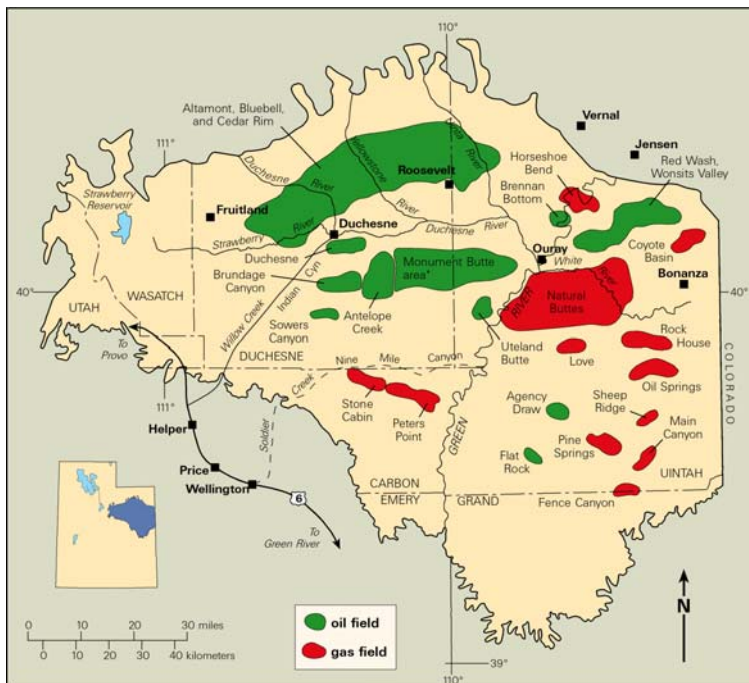 110°
Vernal
Altamont, Bluebell,
and Cedar Rim
Uinta
River
Jensen
111°
Yellowstone
River
Horseshoe
Bend
Red Wash,
Wonsits Valley
Duchesne
River
Roosevelt
Brennan
Bottom
Strawberry
Reservoir
Fruitland
Duchesne
Duchesne River
Strawberry
River
Ouray
White
River
Coyote
Basin
Duchesne
Monument Butte
area*
Bonanza
Brundage
Canyon
Indian Cyn
Willow Creek
RIVER
Natural
Buttes
40°
40°
UTAH
WASATCH
Sowers
Canyon
Antelope
Creek
Uteland
Butte
Rock
House
To
Provo
DUCHESNE
Nine Mile Canyon
Creek
Love
Oil Springs
COLORADO
111°
Stone
Cabin
Peters
Point
Agency
Draw
Sheep
Ridge
Helper
Soldier
GREEN
Main
Canyon
Price
Flat
Rock
Pine
Springs
UINTAH
Wellington
CARBON
EMERY
GRAND
Fence Canyon
6
To
Green River
N
oil field
gas field
0 10 20 30 miles
0 10 20 30 40 kilometers
39°
110°